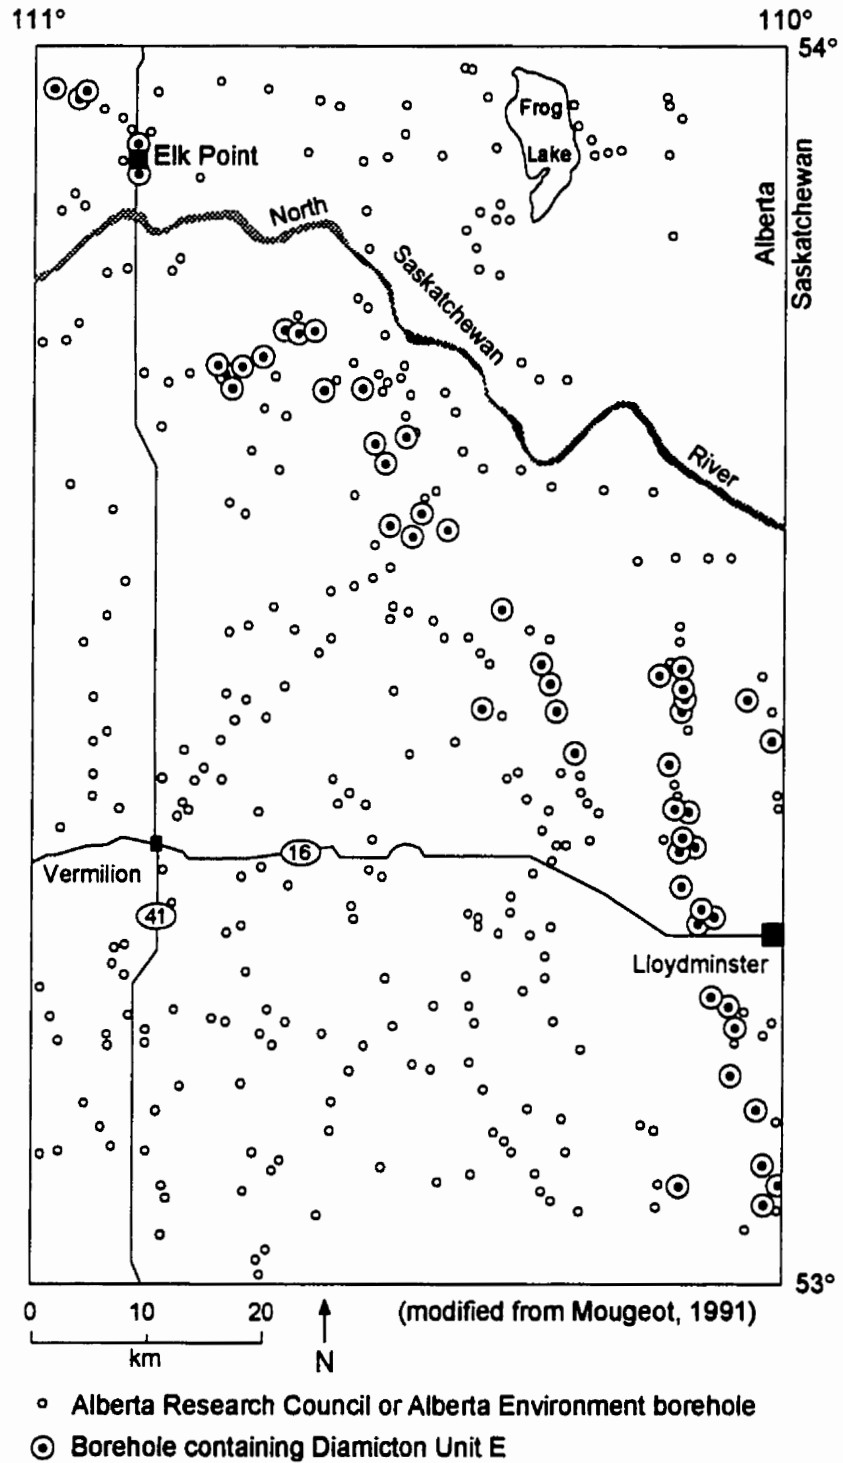 111°
110°
54°
Frog
Lake
Elk Point
North
Saskatchewan
River
Alberta
Saskatchewan
16
Vermilion
41
Lloydminster
53°
0 10 20
km
N
(modified from Mougeot, 1991)
Alberta Research Council or Alberta Environment borehole
Borehole containing Diamicton Unit E